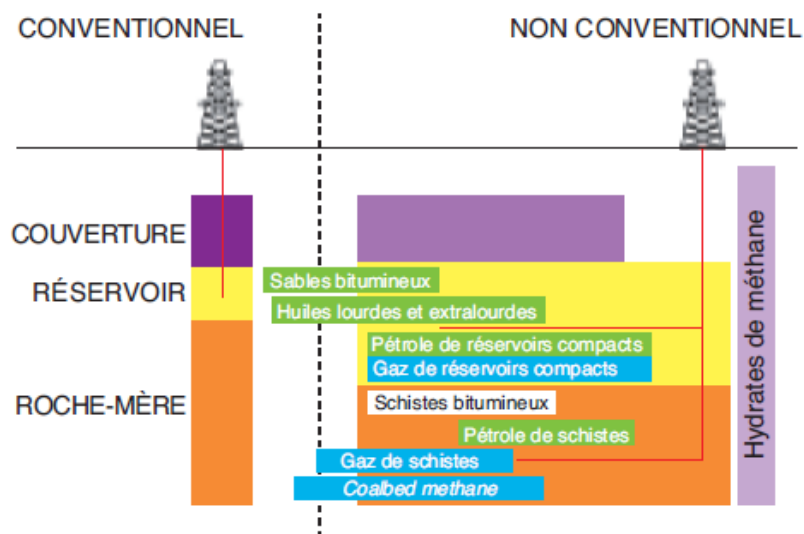 CONVENTIONNEL
NON CONVENTIONNEL
COUVERTURE
RÉSERVOIR
ROCHE-MÈRE
Sables bitumineux
Huiles lourdes et extralourdes
Pétrole de réservoirs compacts
Gaz de réservoirs compacts
Schistes bitumineux
Pétrole de schistes
Gaz de schistes
Coalbed methane
Hydrates de méthane